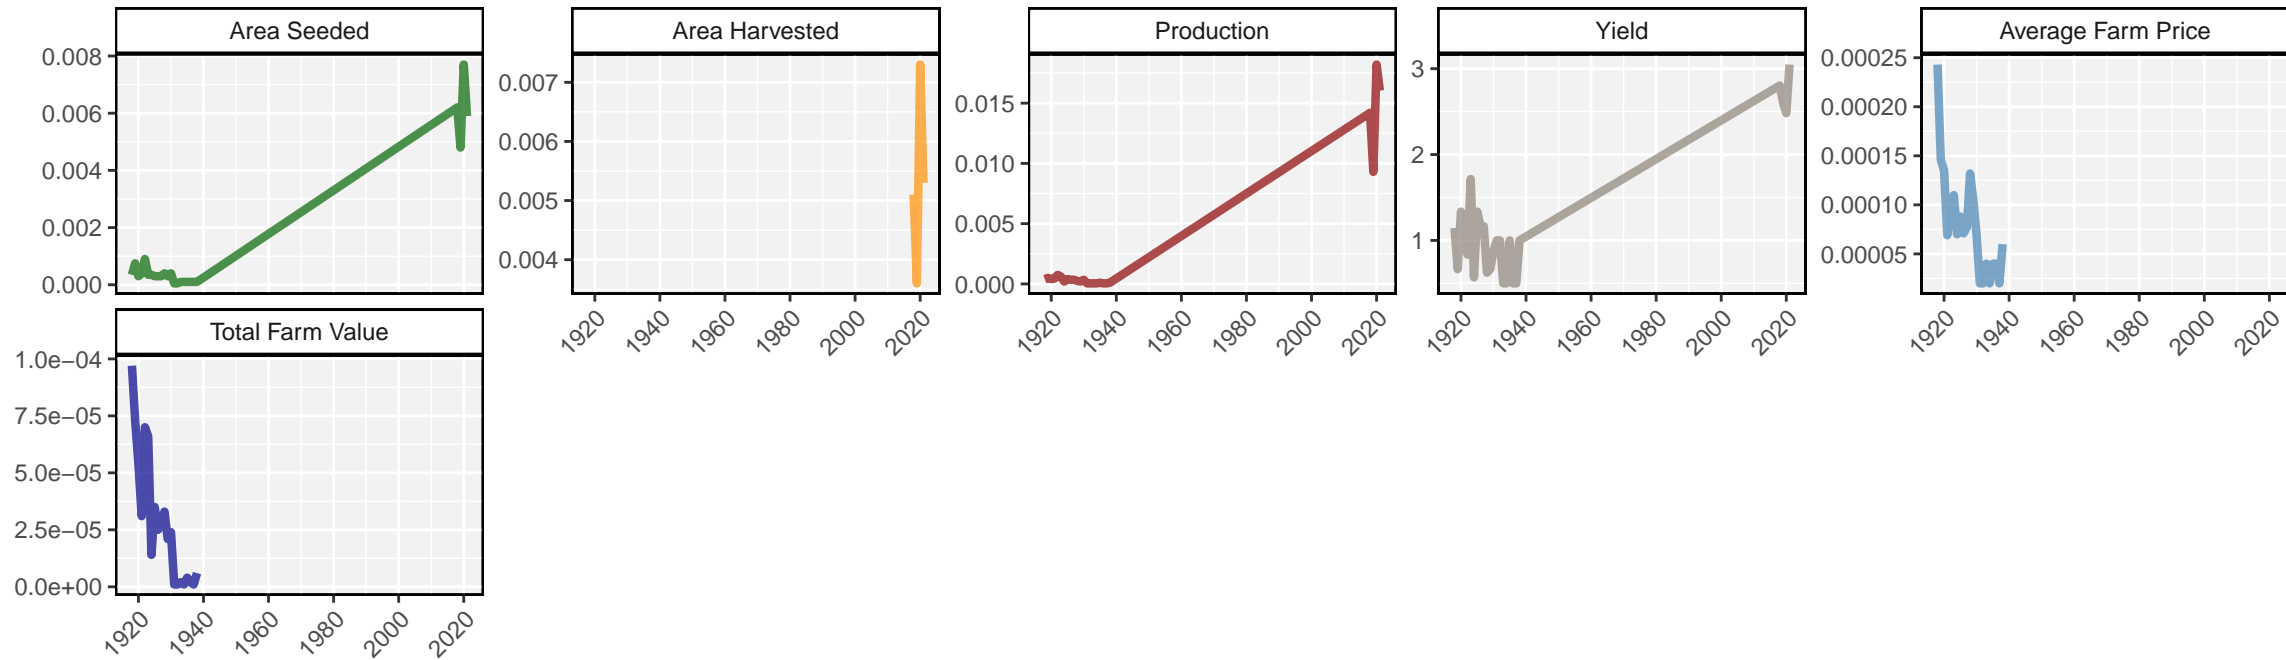 Area Seeded
0.008
0.006
0.004
0.002
0.000
Area Harvested
0.007
0.006
0.005
0.004
1920 1940 1960 1980 2000 2020
Production
0.015
0.010
0.005
0.000
1920 1940 1960 1980 2000 2020
Yield
3
2
1
1920 1940 1960 1980 2000 2020
Average Farm Price
0.00025
0.00020
0.00015
0.00010
0.00005
1920 1940 1960 1980 2000 2020
Total Farm Value
1.0e−04
7.5e−05
5.0e−05
2.5e−05
0.0e+00
1920 1940 1960 1980 2000 2020